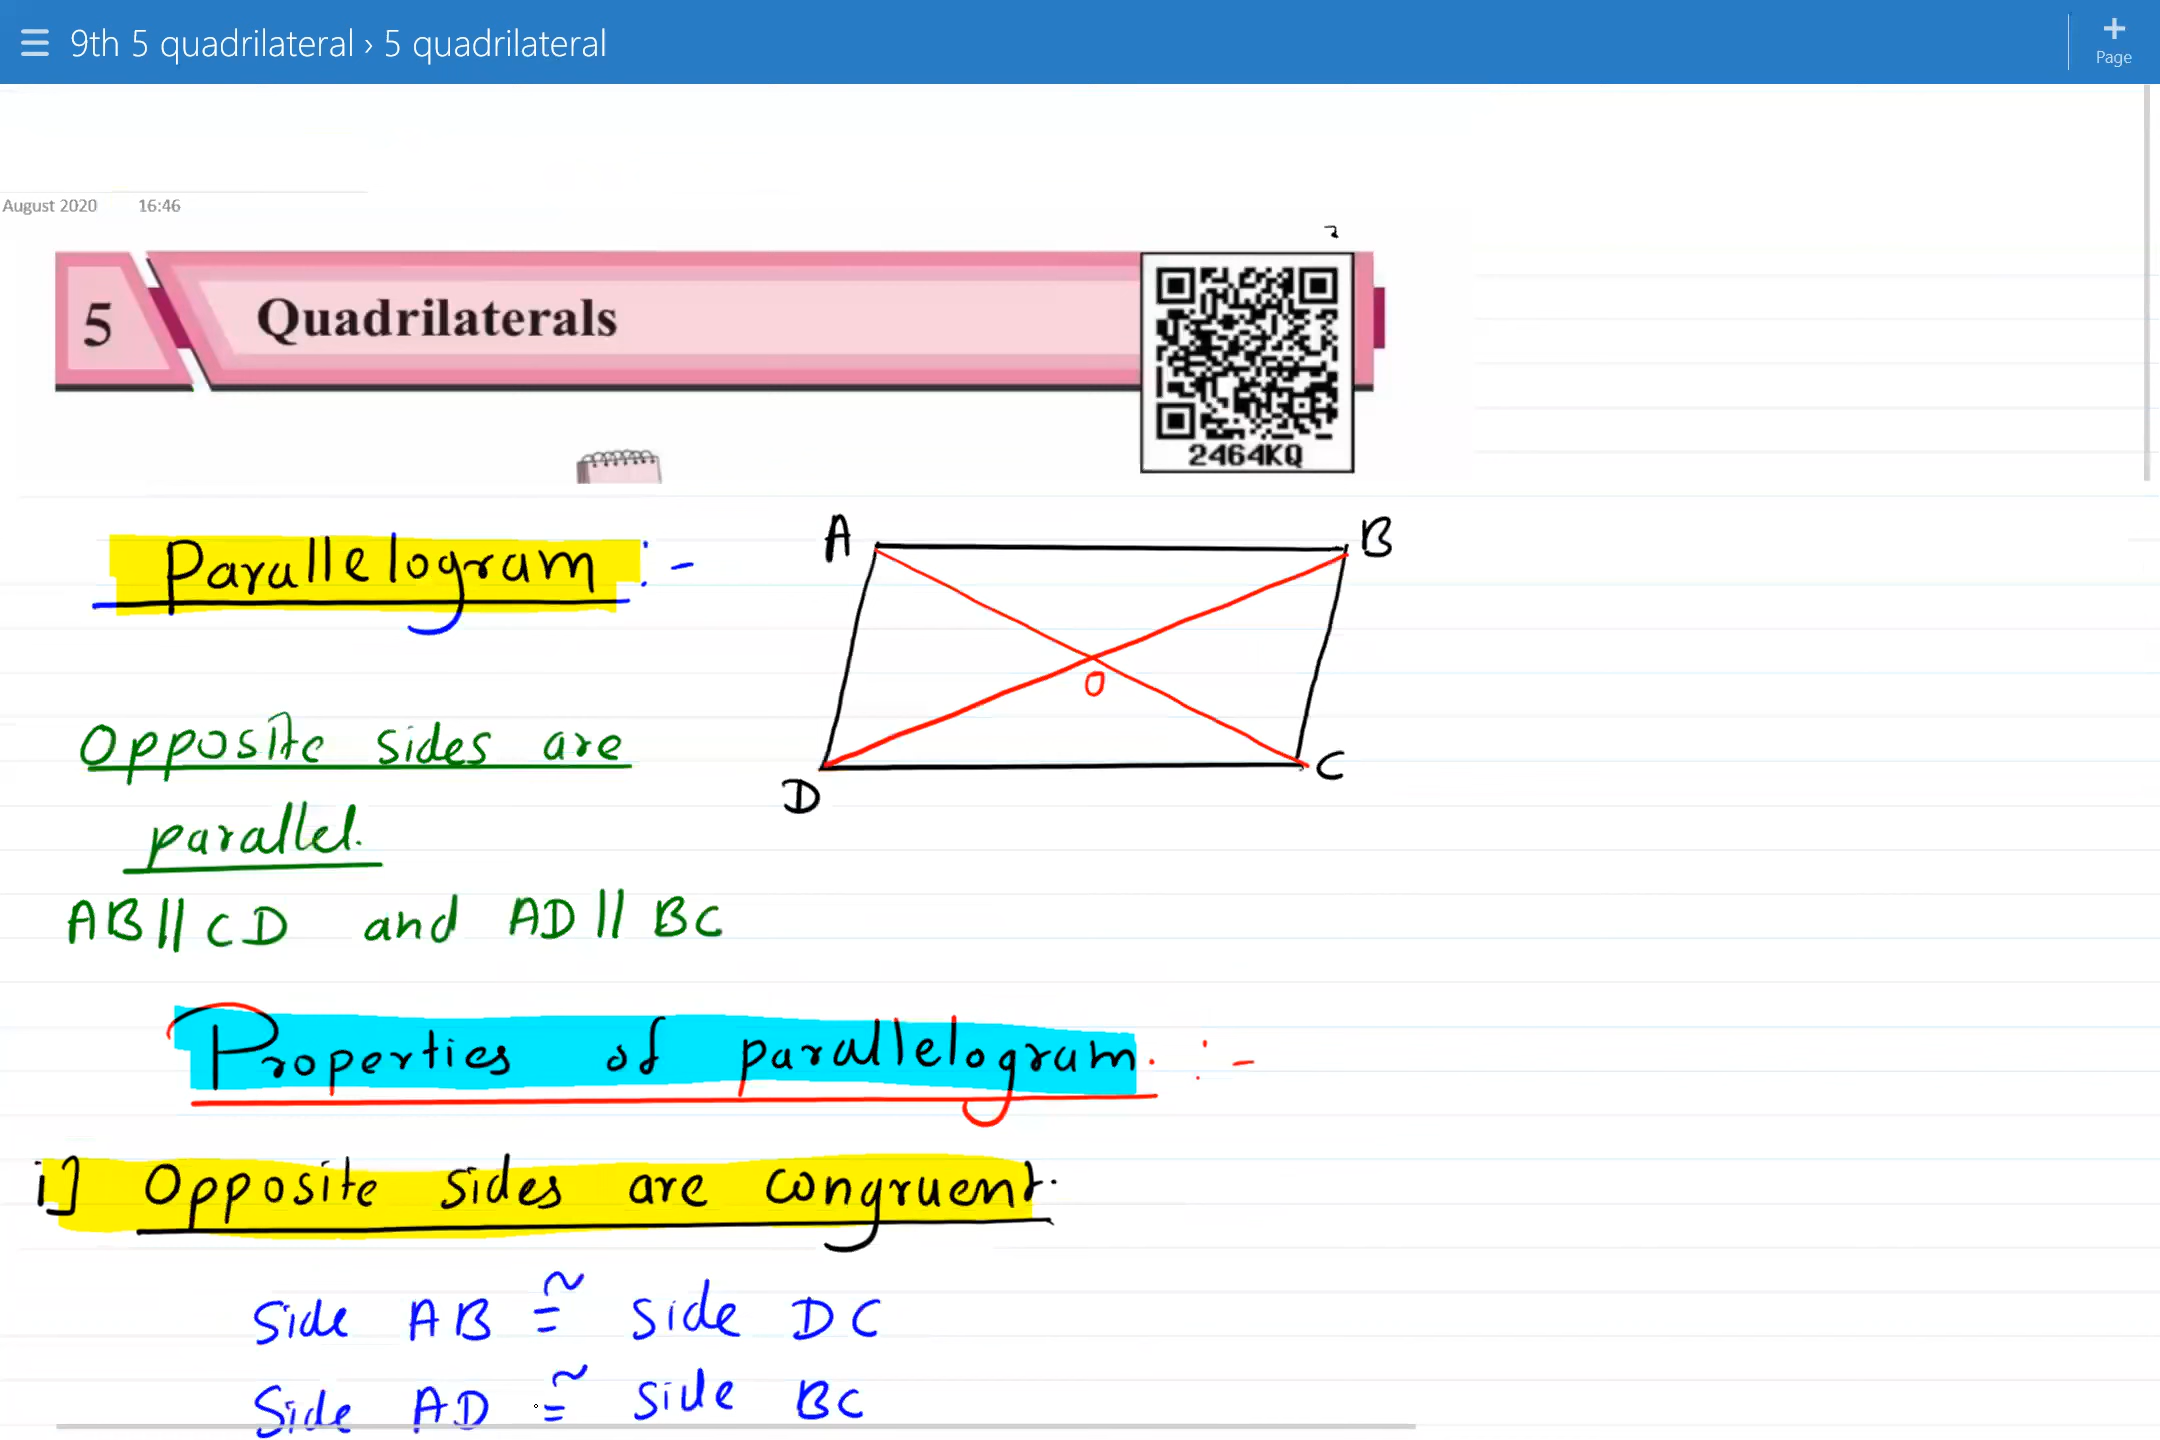 9th 5 quadrilateral › 5 quadrilateral
+
Page
August 2020 16:46
5 Quadrilaterals
2464KQ
Parallelogram :-
A B
O
D C
Opposite sides are
parallel.
AB || CD and AD || BC
Properties of parallelogram. :-
i] Opposite sides are congruent.
Side AB ≅ side DC
Side AD ≅ side BC